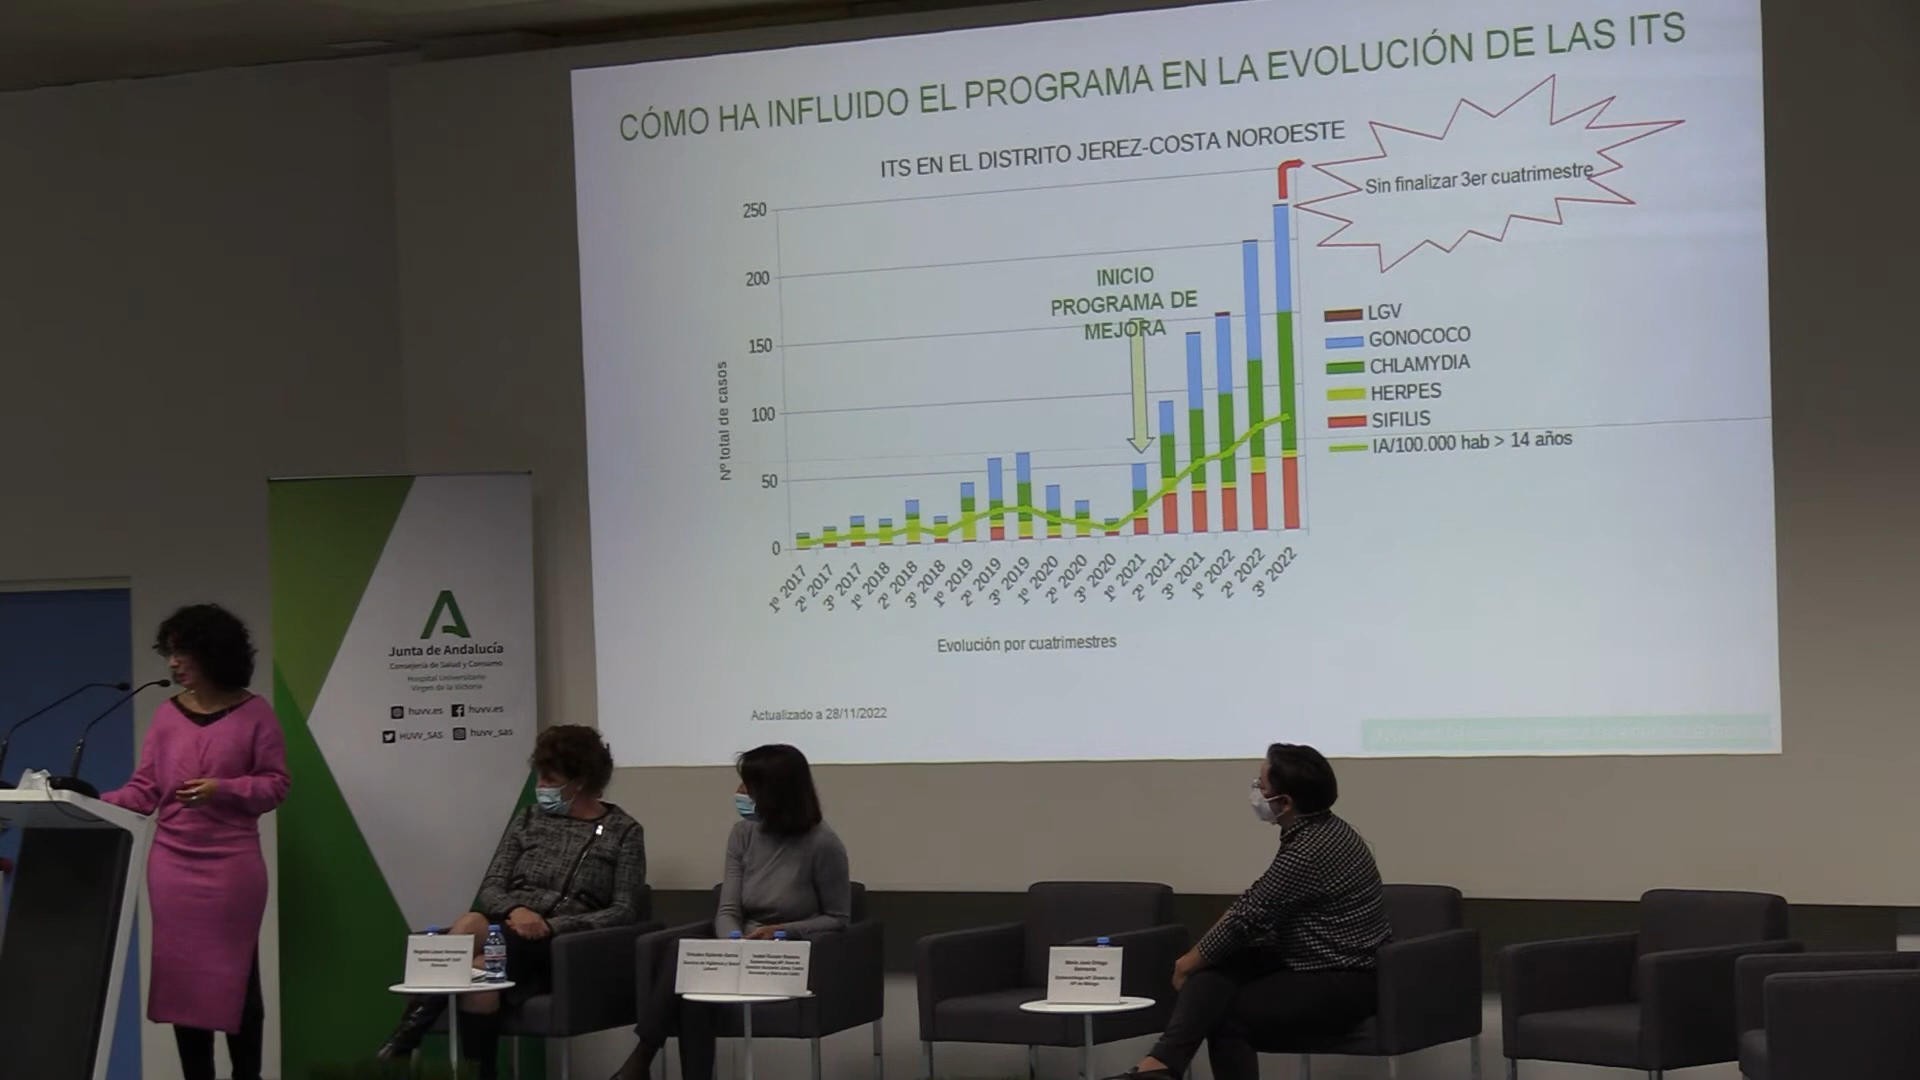 CÓMO HA INFLUIDO EL PROGRAMA EN LA EVOLUCIÓN DE LAS ITS
ITS EN EL DISTRITO JEREZ-COSTA NOROESTE
Sin finalizar 3er cuatrimestre
INICIO
PROGRAMA DE
MEJORA
250
200
150
100
50
0
Nº total de casos
LGV
GONOCOCO
CHLAMYDIA
HERPES
SIFILIS
IA/100.000 hab > 14 años
1º 2017
2º 2017
3º 2017
1º 2018
2º 2018
3º 2018
1º 2019
2º 2019
3º 2019
1º 2020
2º 2020
3º 2020
1º 2021
2º 2021
3º 2021
1º 2022
2º 2022
3º 2022
Evolución por cuatrimestres
Actualizado a 28/11/2022
Junta de Andalucía
Consejería de Salud y Consumo
Hospital Universitario
Virgen de la Victoria
huvv.es huvv.es
HUVV_SAS huvv_sas